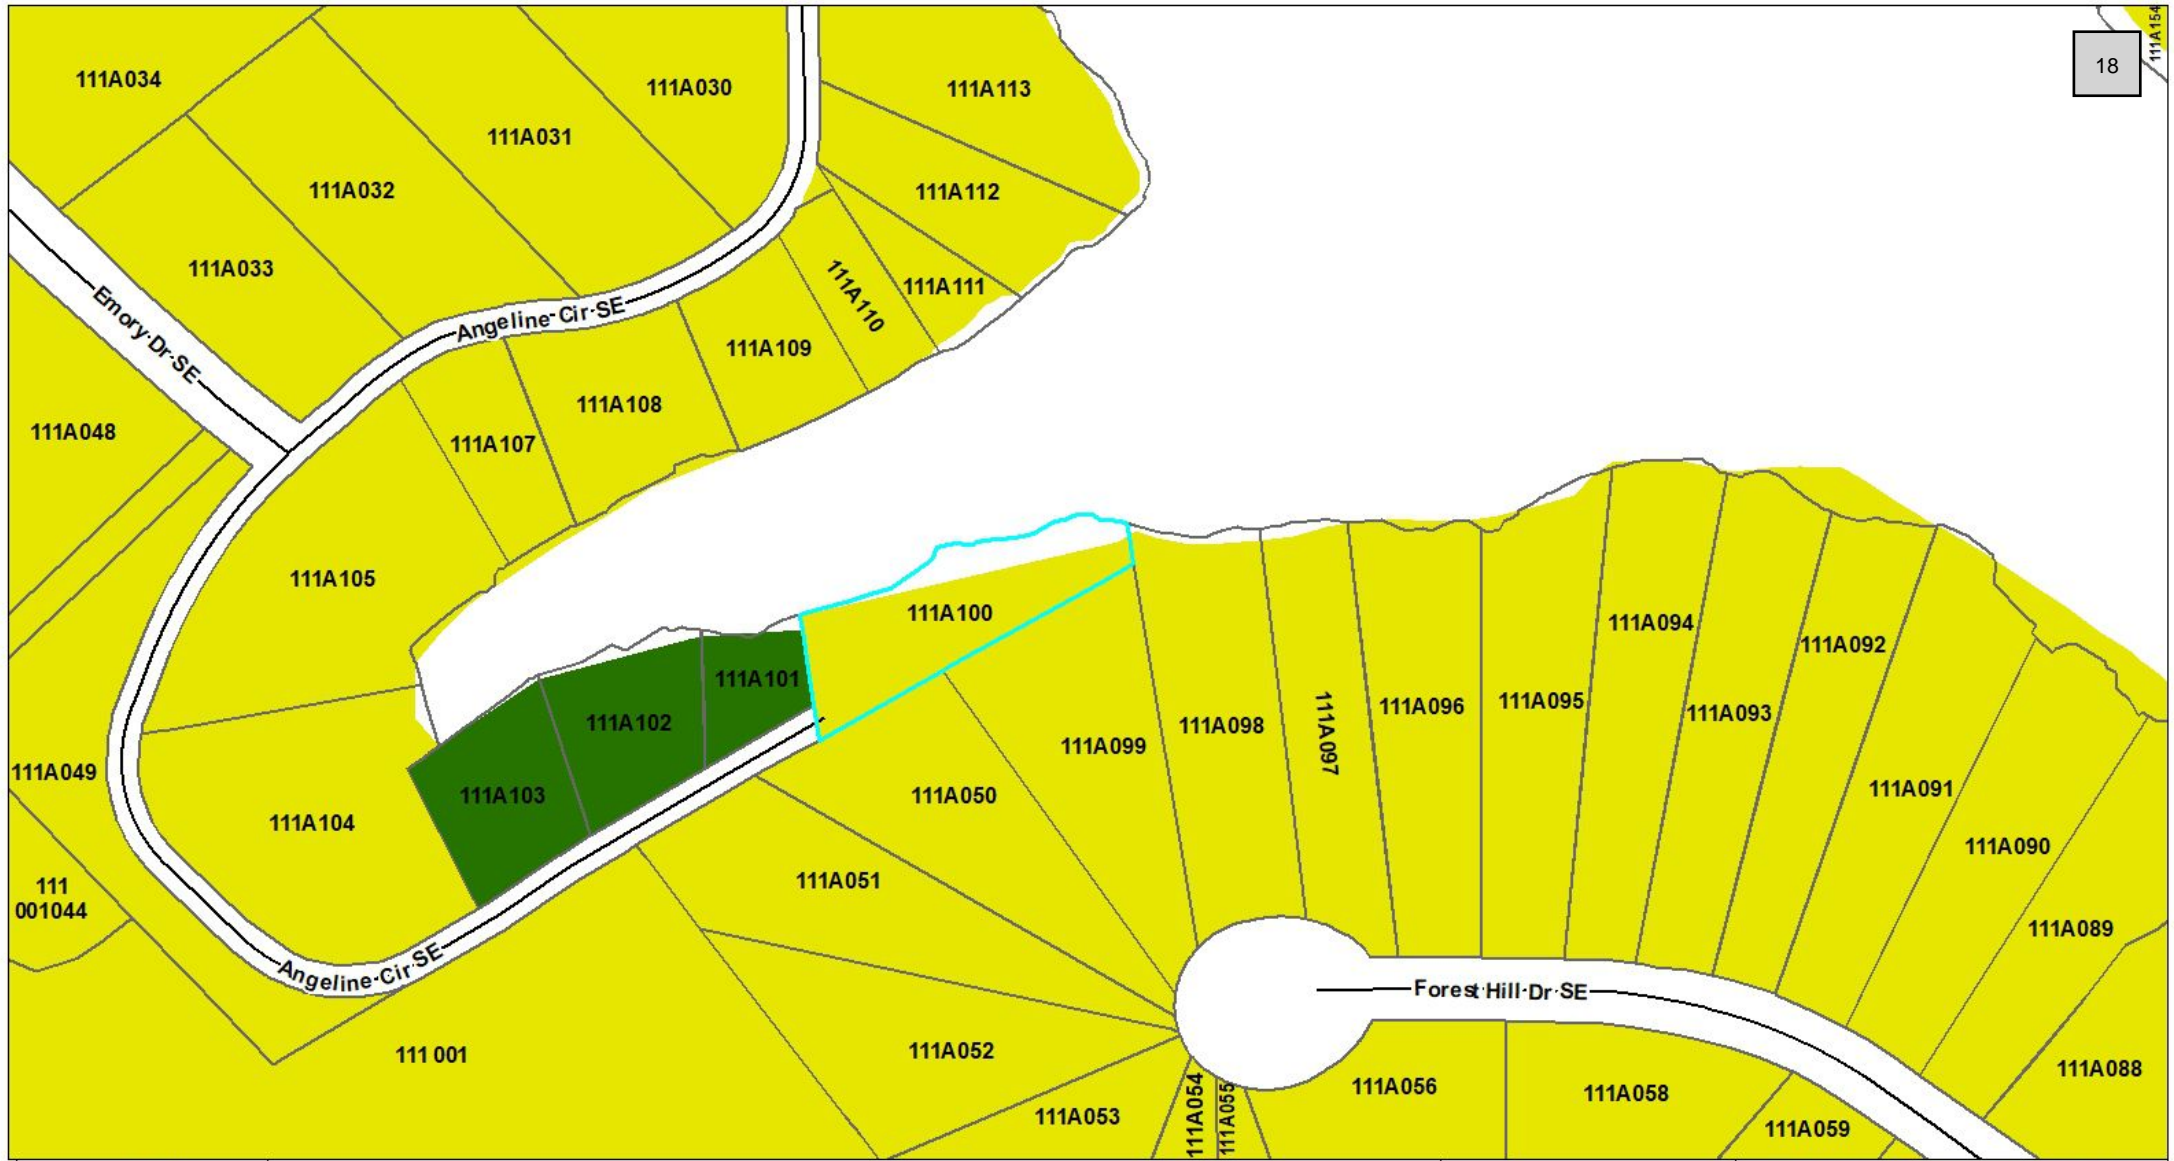 111A034
111A030
111A113
18
111A154
111A031
111A032
111A112
111A033
111A110
111A111
Emory Dr SE
Angeline Cir SE
111A109
111A108
111A048
111A107
111A105
111A100
111A094
111A092
111A101
111A102
111A098
111A097
111A096
111A095
111A093
111A099
111A049
111A103
111A050
111A091
111A104
111A090
111A051
111
001044
111A089
Angeline Cir SE
Forest Hill Dr SE
111 001
111A052
111A088
111A056
111A058
111A053
111A054
111A055
111A059